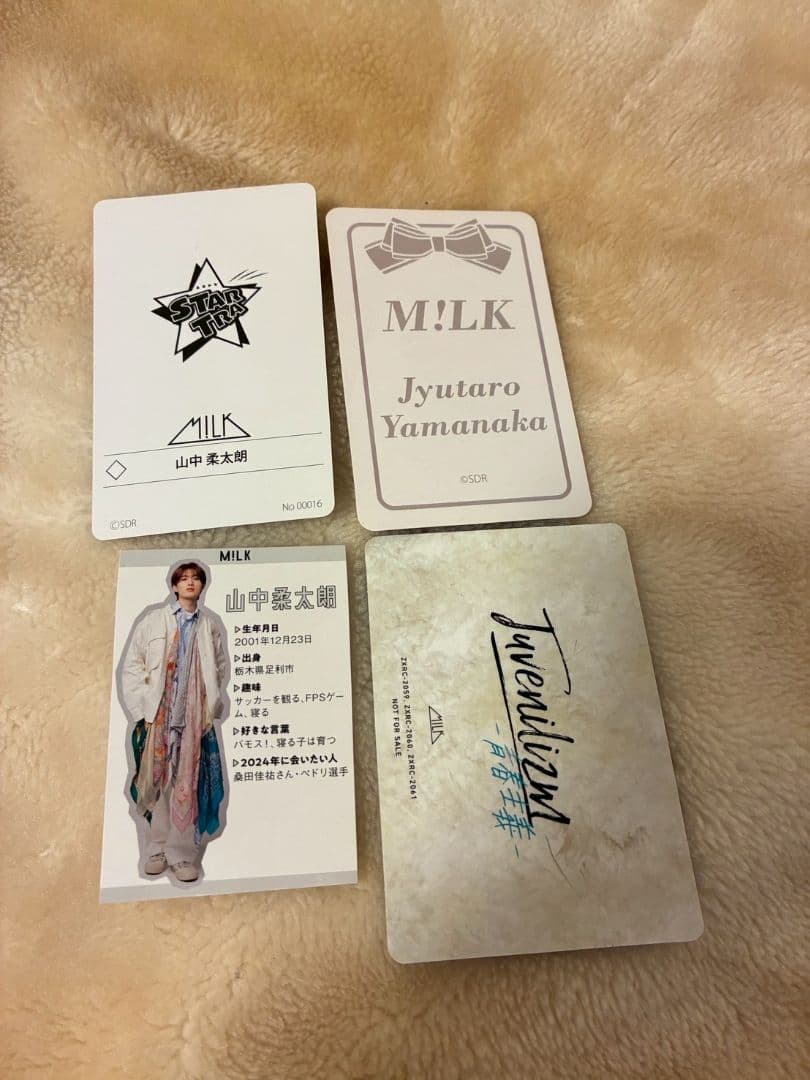 STAR
TRA
M!LK
山中 柔太朗
©SDR
No 00016
M!LK
Jyutaro
Yamanaka
©SDR
M!LK
山中柔太朗
▷生年月日
2001年12月23日
▷出身
栃木県足利市
▷趣味
サッカーを観る、FPSゲー
ム、寝る
▷好きな言葉
バモス!、寝る子は育つ
▷2024年に会いたい人
桑田佳祐さん・ペドリ選手
Juvenilizm
-青春主義-
M!LK
ZXRC-2059, ZXRC-2060, ZXRC-2061
NOT FOR SALE